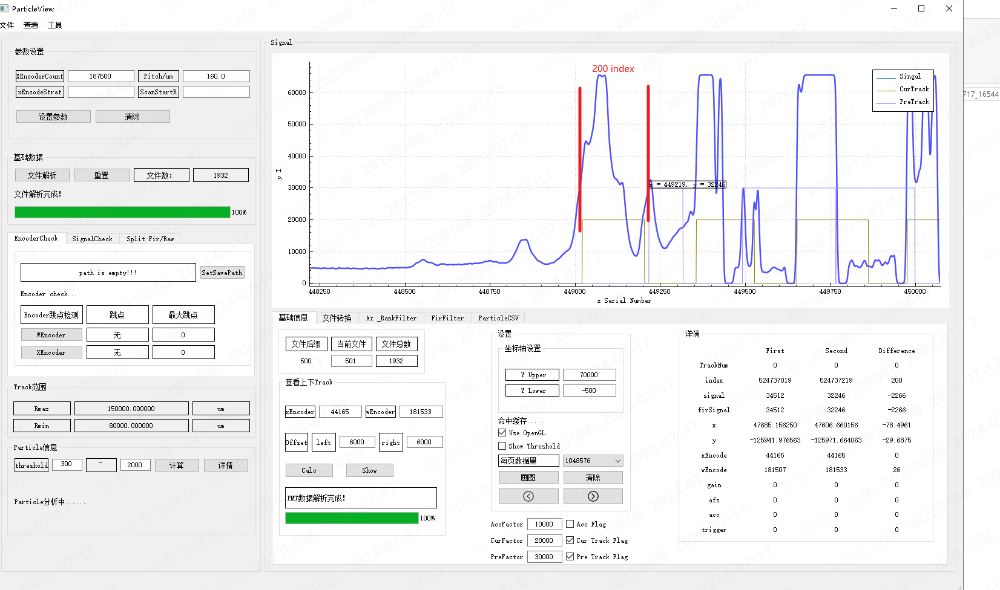 ParticleView
文件 查看 工具
参数设置
XEncoderCount 187500 Pitch/um 160.0
xEncodeStrat ScanStartR
设置参数 清除
基础数据
文件解析 重置 文件数: 1932
文件解析完成!
100%
EncoderCheck SignalCheck Split Fir/Raw
path is empty!!! SetSavePath
Encoder check...
Encoder跳点检测 跳点 最大跳点
WEncoder 无 0
XEncoder 无 0
Track范围
Rmax 150000.000000 um
Rmin 80000.000000 um
Particle信息
threshold 300 ~ 2000 计算 详情
Particle分析中......
Signal
200 index
60000
50000
40000
30000
20000
10000
0
y I
Singal
CurTrack
PreTrack
x = 449219, y = 32246
448250 448500 448750 449000 449250 449500 449750 450000
x Serial Number
717_16544
基础信息 文件转换 Az _RankFilter FirFilter ParticleCSV
文件后缀 当前文件 文件总数
500 501 1932
查看上下Track
xEncoder 44165 wEncoder 181533
Offset left 6000 right 6000
Calc Show
PMT数据解析完成!
100%
设置
坐标轴设置
Y Upper 70000
Y Lower -500
命中缓存.....
Use OpenGL
Show Threshold
每页数据量 1048576
画图 清除
AccFactor 10000 Acc Flag
CurFactor 20000 Cur Track Flag
PreFactor 30000 Pre Track Flag
详情
First Second Difference
TrackNum 0 0 0
index 524737019 524737219 200
signal 34512 32246 -2266
firSignal 34512 32246 -2266
x 47685.156250 47606.660156 -78.4961
y -125941.976563 -125971.664063 -29.6875
xEncode 44165 44165 0
wEncode 181507 181533 26
gain 0 0 0
afs 0 0 0
acc 0 0 0
trigger 0 0 0